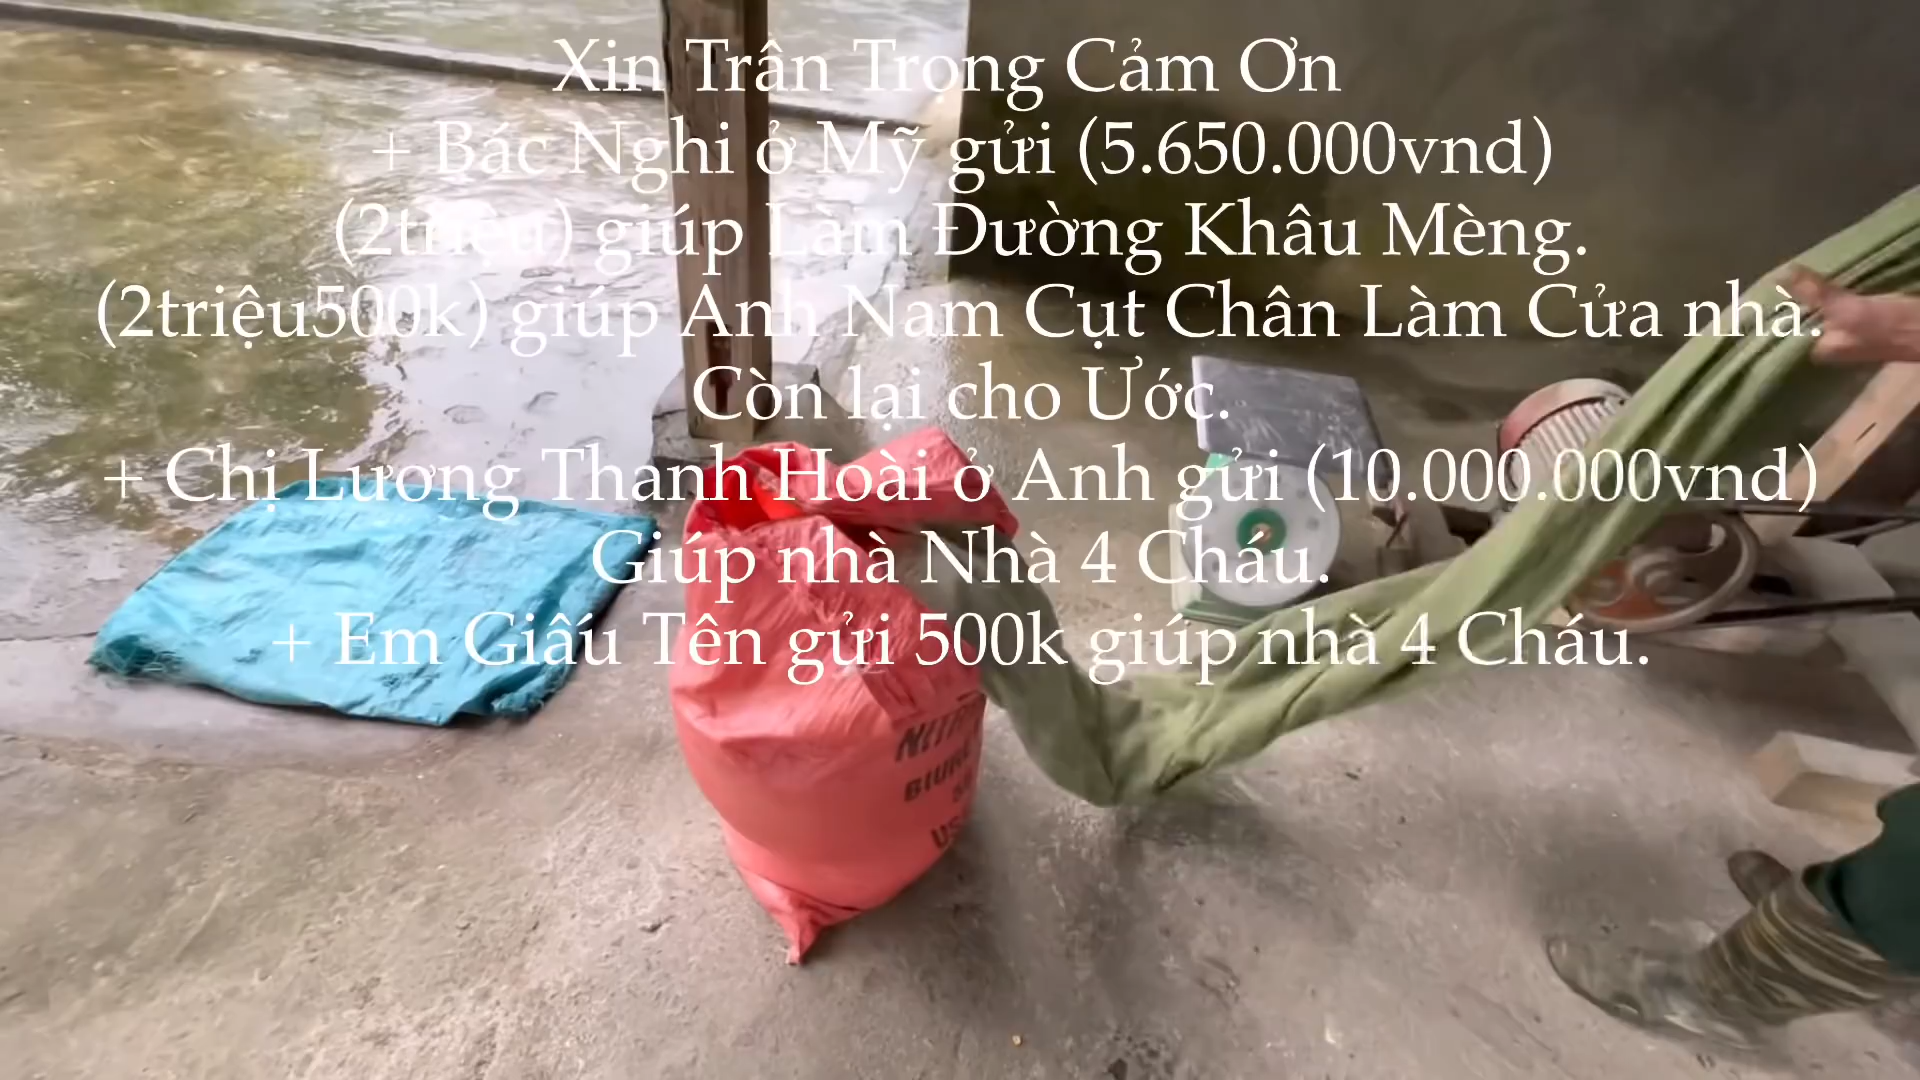 Xin Trân Trọng Cảm Ơn
+ Bác Nghi ở Mỹ gửi (5.650.000vnd)
(2triệu) giúp Làm Đường Khâu Mèng.
(2triệu500k) giúp Anh Nam Cụt Chân Làm Cửa nhà.
Còn lại cho Ước.
+ Chị Lương Thanh Hoài ở Anh gửi (10.000.000vnd)
Giúp nhà Nhà 4 Cháu.
+ Em Giấu Tên gửi 500k giúp nhà 4 Cháu.